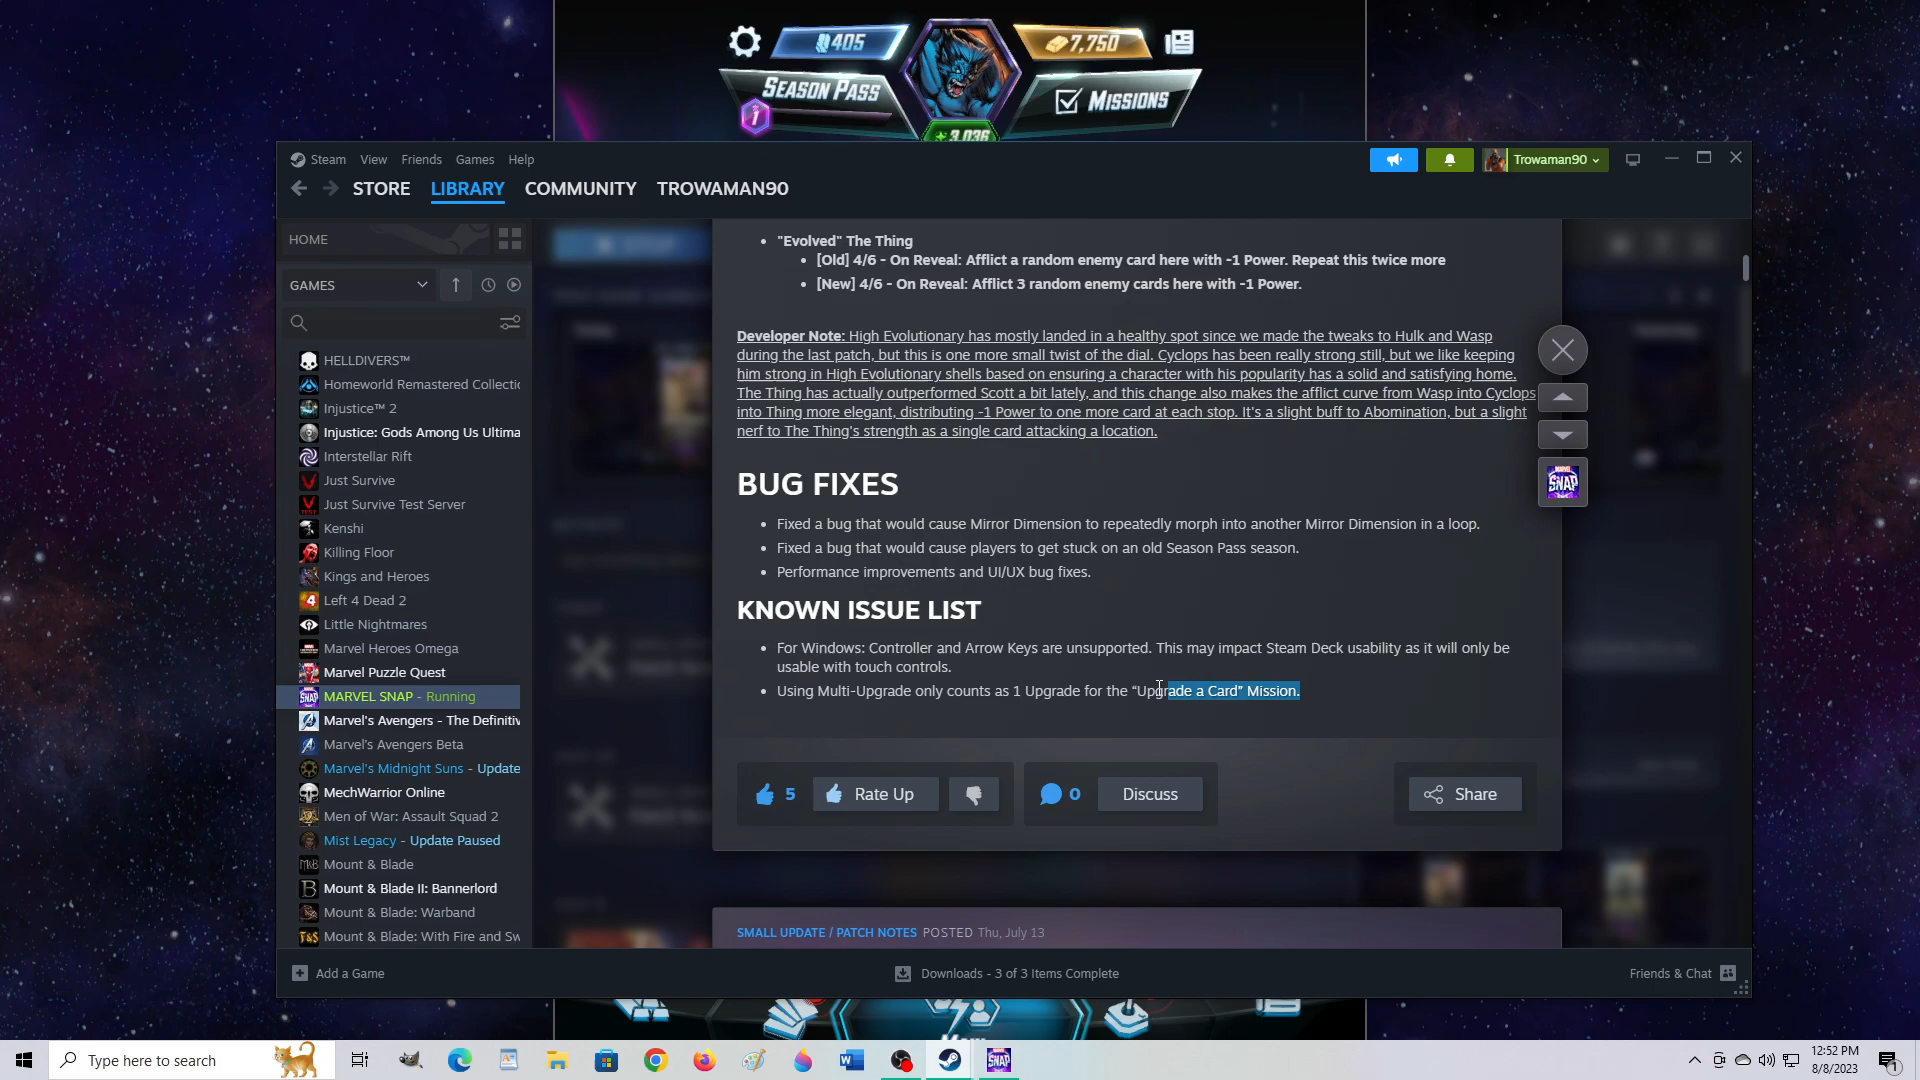 405
7,750
SEASON PASS
1
MISSIONS
3,036
Steam View Friends Games Help
Trowaman90
STORE LIBRARY COMMUNITY TROWAMAN90
HOME
GAMES
HELLDIVERS™
Homeworld Remastered Collectic
Injustice™ 2
Injustice: Gods Among Us Ultima
Interstellar Rift
Just Survive
Just Survive Test Server
Kenshi
Killing Floor
Kings and Heroes
Left 4 Dead 2
Little Nightmares
Marvel Heroes Omega
Marvel Puzzle Quest
MARVEL SNAP - Running
Marvel's Avengers - The Definitiv
Marvel's Avengers Beta
Marvel's Midnight Suns - Update
MechWarrior Online
Men of War: Assault Squad 2
Mist Legacy - Update Paused
Mount & Blade
Mount & Blade II: Bannerlord
Mount & Blade: Warband
Mount & Blade: With Fire and Sw
• "Evolved" The Thing
• [Old] 4/6 - On Reveal: Afflict a random enemy card here with -1 Power. Repeat this twice more
• [New] 4/6 - On Reveal: Afflict 3 random enemy cards here with -1 Power.
Developer Note: High Evolutionary has mostly landed in a healthy spot since we made the tweaks to Hulk and Wasp
during the last patch, but this is one more small twist of the dial. Cyclops has been really strong still, but we like keeping
him strong in High Evolutionary shells based on ensuring a character with his popularity has a solid and satisfying home.
The Thing has actually outperformed Scott a bit lately, and this change also makes the afflict curve from Wasp into Cyclops
into Thing more elegant, distributing -1 Power to one more card at each stop. It's a slight buff to Abomination, but a slight
nerf to The Thing's strength as a single card attacking a location.
BUG FIXES
• Fixed a bug that would cause Mirror Dimension to repeatedly morph into another Mirror Dimension in a loop.
• Fixed a bug that would cause players to get stuck on an old Season Pass season.
• Performance improvements and UI/UX bug fixes.
KNOWN ISSUE LIST
• For Windows: Controller and Arrow Keys are unsupported. This may impact Steam Deck usability as it will only be
usable with touch controls.
• Using Multi-Upgrade only counts as 1 Upgrade for the “Upgrade a Card” Mission.
5 Rate Up 0 Discuss Share
MARVEL SNAP
SMALL UPDATE / PATCH NOTES POSTED Thu, July 13
Add a Game
Downloads - 3 of 3 Items Complete
Friends & Chat
Type here to search
12:52 PM
8/8/2023
1